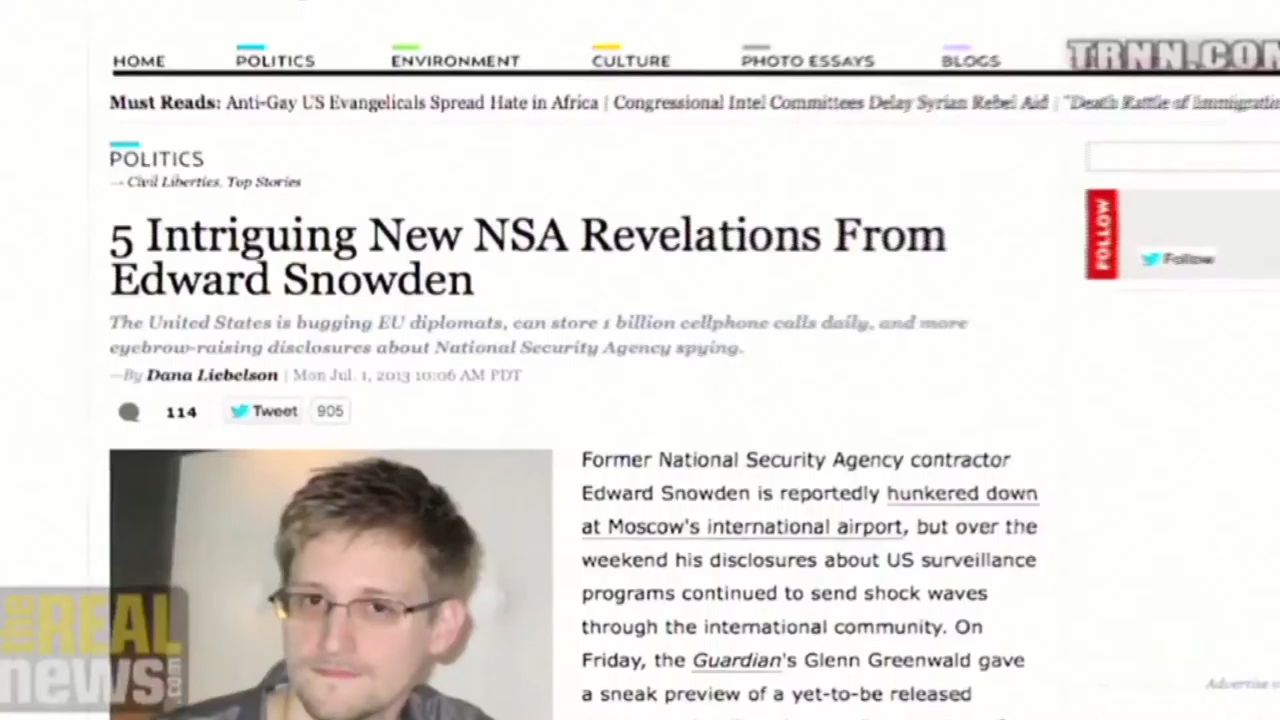 HOME POLITICS ENVIRONMENT CULTURE PHOTO ESSAYS BLOGS
TRNN.COM
Must Reads: Anti-Gay US Evangelicals Spread Hate in Africa | Congressional Intel Committees Delay Syrian Rebel Aid | "Death Rattle of
POLITICS
→ Civil Liberties, Top Stories
5 Intriguing New NSA Revelations From
Edward Snowden
The United States is bugging EU diplomats, can store 1 billion cellphone calls daily, and more
eyebrow-raising disclosures about National Security Agency spying.
—By Dana Liebelson | Mon Jul. 1, 2013 10:06 AM PDT
114 Tweet 905
FOLLOW
Follow
Former National Security Agency contractor
Edward Snowden is reportedly hunkered down
at Moscow's international airport, but over the
weekend his disclosures about US surveillance
programs continued to send shock waves
through the international community. On
Friday, the Guardian's Glenn Greenwald gave
a sneak preview of a yet-to-be released
the REAL
news.com
Advertise